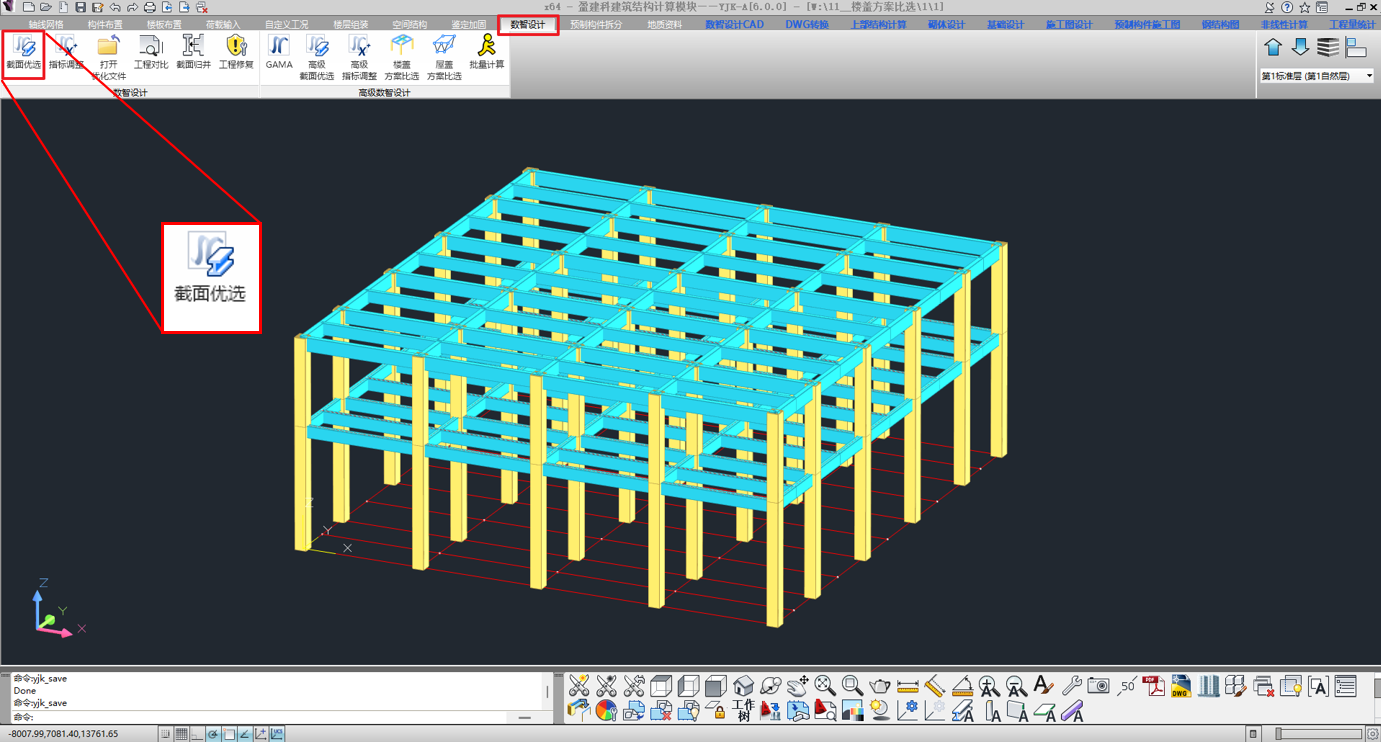 x64 - 盈建科建筑结构计算模块---YJK-A[6.0.0] - [W:\11__楼盖方案比选\1\1]
轴线网格 构件布置 楼板布置 荷载输入 自定义工况 楼层组装 空间结构 鉴定加固 数智设计 预制构件拆分 地质资料 数智设计CAD DWG转换 上部结构计算 砌体设计 基础设计 施工图设计 预制构件施工图 钢结构图 非线性计算 工程量统计
截面优选 指标调整 打开 优化文件 工程对比 截面归并 工程修复 GAMA 高级 截面优选 高级 指标调整 楼盖 方案比选 屋盖 方案比选 批量计算
第1标准层 (第1自然层)
数智设计 高级数智设计
截面优选
Z
Y
X
Z
Y
X
命令:yjk_save
Done
命令:yjk_save
命令:
50
PDF
DWG
工作树
-8007.99,7081.40,13761.65